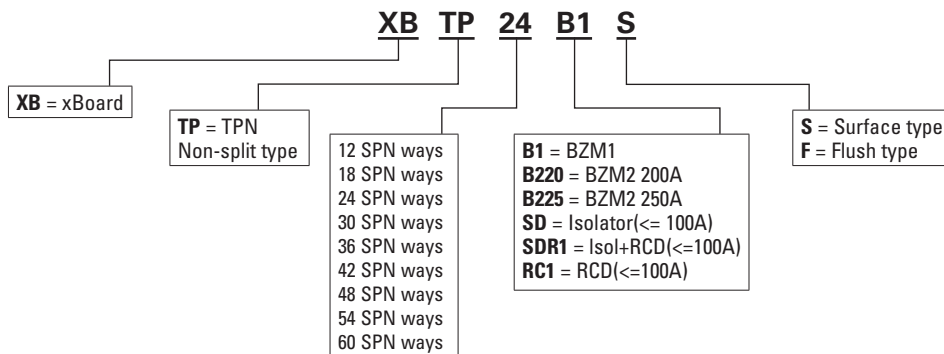 XB TP 24 B1 S
XB = xBoard
TP = TPN
Non-split type
12 SPN ways
18 SPN ways
24 SPN ways
30 SPN ways
36 SPN ways
42 SPN ways
48 SPN ways
54 SPN ways
60 SPN ways
B1 = BZM1
B220 = BZM2 200A
B225 = BZM2 250A
SD = Isolator(<= 100A)
SDR1 = Isol+RCD(<=100A)
RC1 = RCD(<=100A)
S = Surface type
F = Flush type